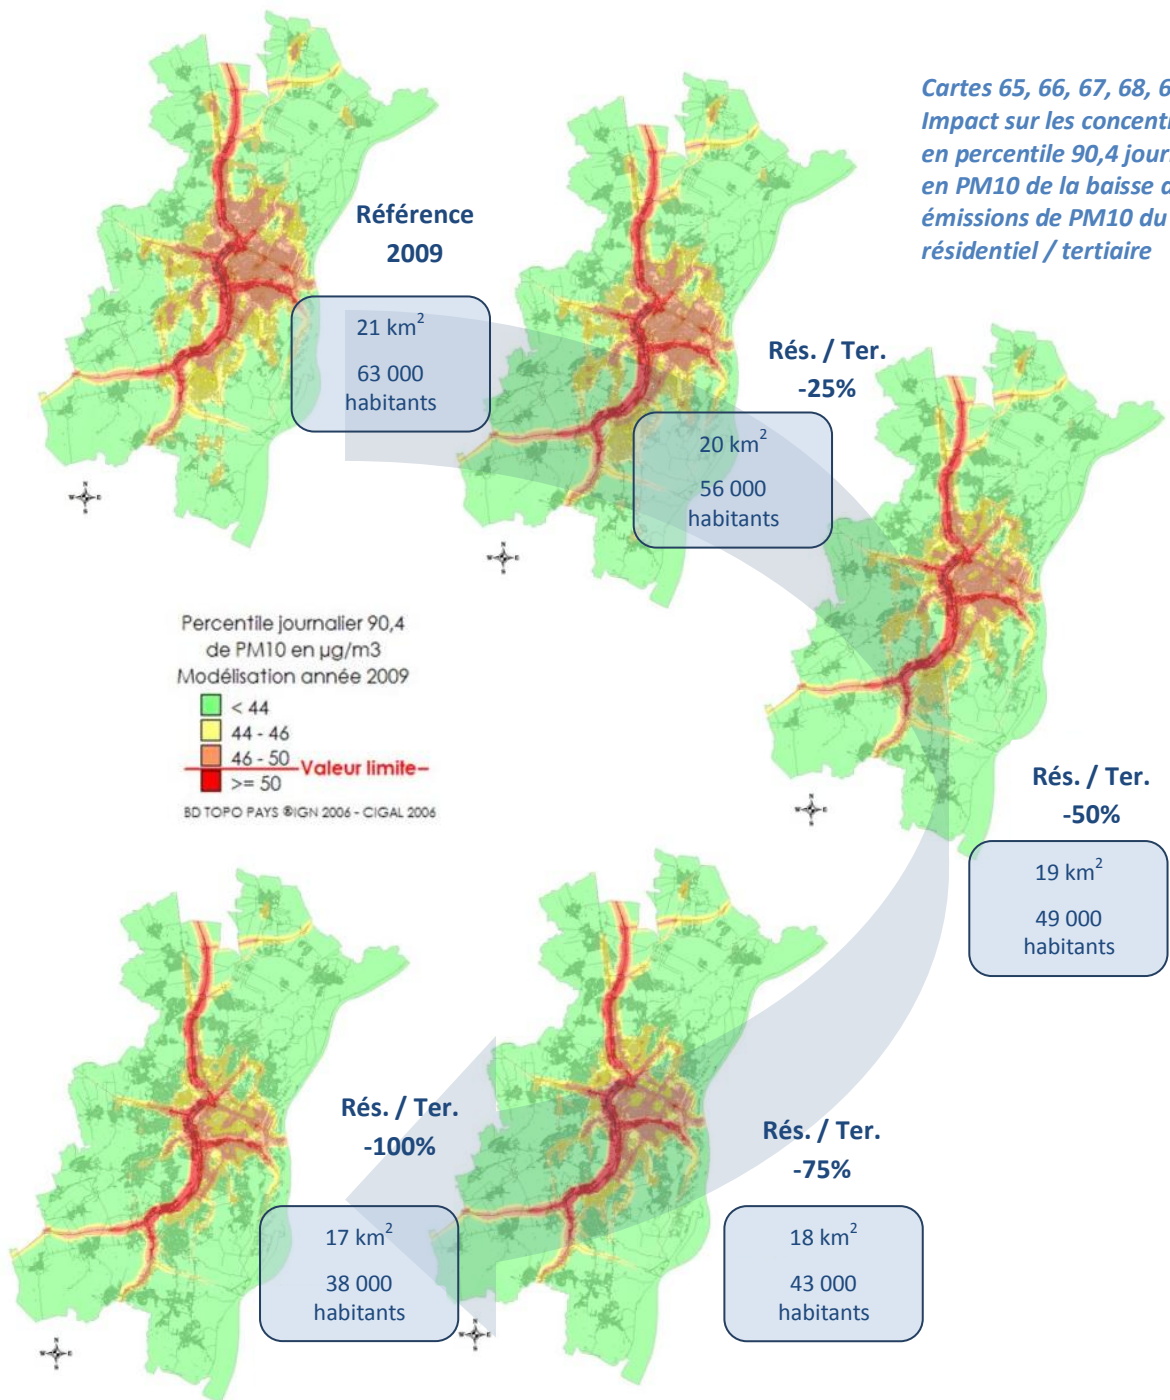 Cartes 65, 66, 67, 68, 6
Impact sur les concent
en percentile 90,4 jour
en PM10 de la baisse
émissions de PM10 du
résidentiel / tertiaire
Référence
2009
21 km²
63 000
habitants
Rés. / Ter.
-25%
20 km²
56 000
habitants
Rés. / Ter.
-50%
19 km²
49 000
habitants
Percentile journalier 90,4
de PM10 en µg/m3
Modélisation année 2009
< 44
44 - 46
46 - 50
Valeur limite
>= 50
BD TOPO PAYS ®IGN 2006 - CIGAL 2006
Rés. / Ter.
-75%
18 km²
43 000
habitants
Rés. / Ter.
-100%
17 km²
38 000
habitants